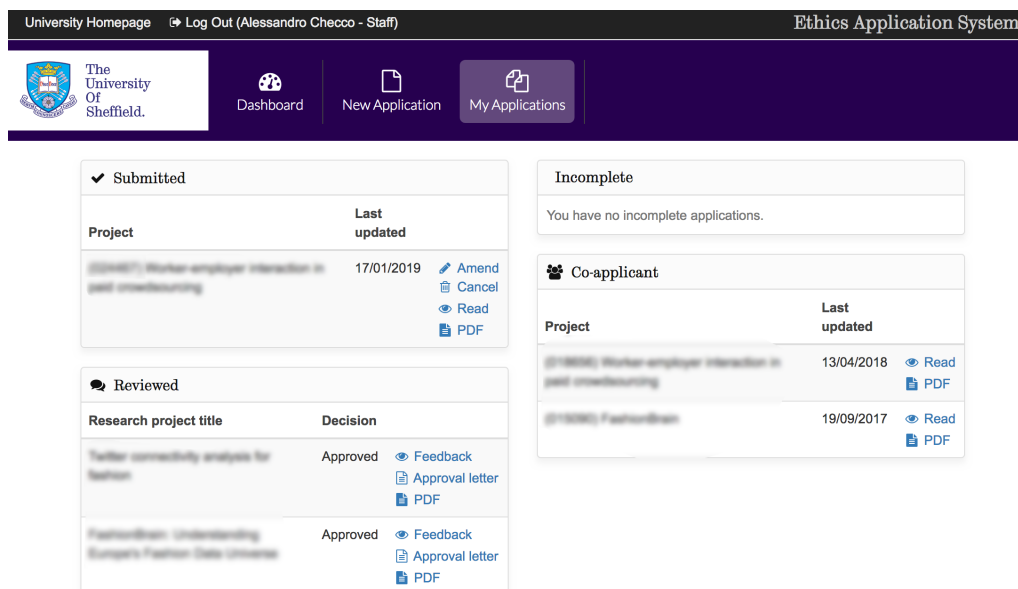 University Homepage Log Out (Alessandro Checco - Staff) Ethics Application System
The
University
Of
Sheffield.
Dashboard New Application My Applications
Submitted
Project Last
updated
17/01/2019 Amend
Cancel
Read
PDF
Reviewed
Research project title Decision
Approved Feedback
Approval letter
PDF
Approved Feedback
Approval letter
PDF
Incomplete
You have no incomplete applications.
Co-applicant
Project Last
updated
13/04/2018 Read
PDF
19/09/2017 Read
PDF